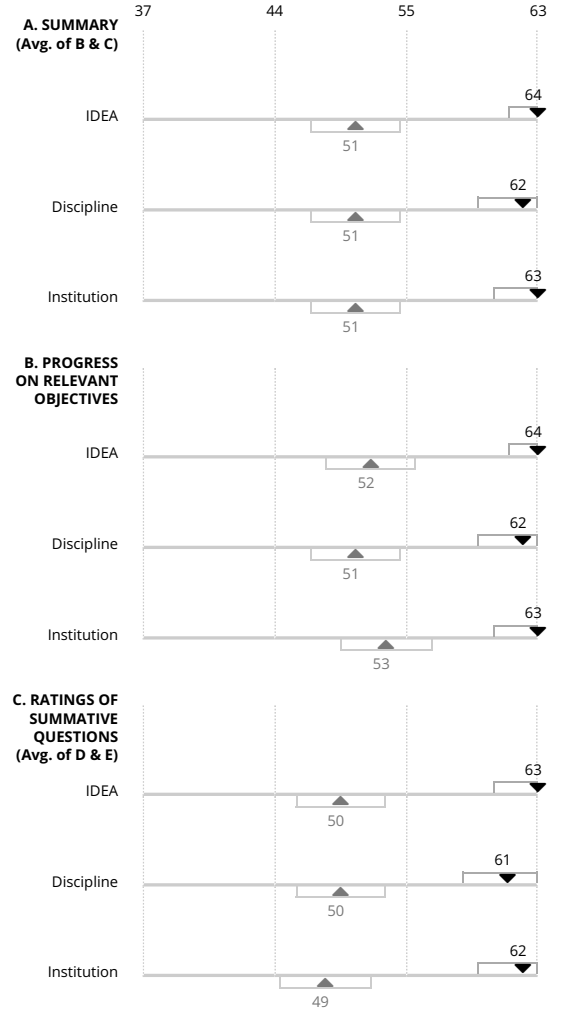 37 44 55 63
A. SUMMARY
(Avg. of B & C)
64
IDEA
51
62
Discipline
51
63
Institution
51
B. PROGRESS
ON RELEVANT
OBJECTIVES
64
IDEA
52
62
Discipline
51
63
Institution
53
C. RATINGS OF
SUMMATIVE
QUESTIONS
(Avg. of D & E)
63
IDEA
50
61
Discipline
50
62
Institution
49